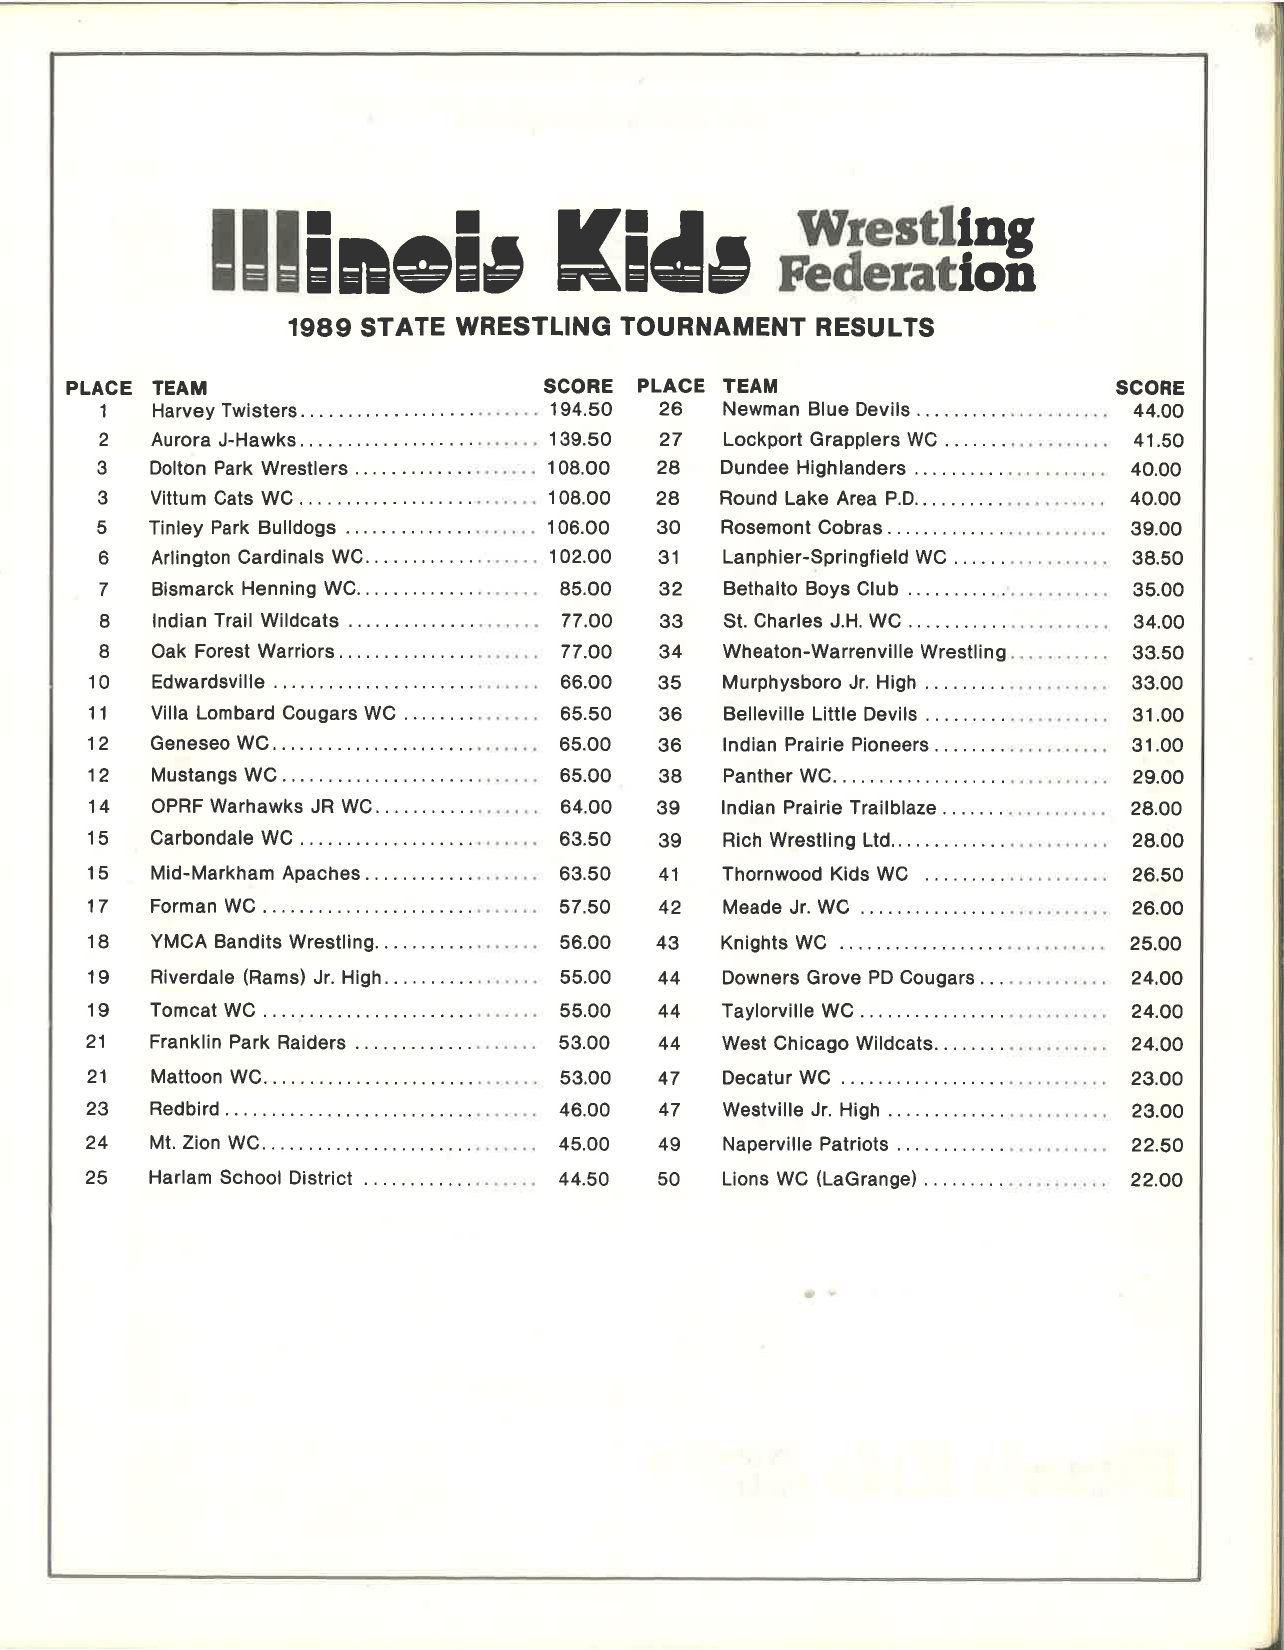 Illinois Kids Wrestling Federation
1989 STATE WRESTLING TOURNAMENT RESULTS
PLACE TEAM SCORE
1 Harvey Twisters 194.50
2 Aurora J-Hawks 139.50
3 Dolton Park Wrestlers 108.00
3 Vittum Cats WC 108.00
5 Tinley Park Bulldogs 106.00
6 Arlington Cardinals WC 102.00
7 Bismarck Henning WC 85.00
8 Indian Trail Wildcats 77.00
8 Oak Forest Warriors 77.00
10 Edwardsville 66.00
11 Villa Lombard Cougars WC 65.50
12 Geneseo WC 65.00
12 Mustangs WC 65.00
14 OPRF Warhawks JR WC 64.00
15 Carbondale WC 63.50
15 Mid-Markham Apaches 63.50
17 Forman WC 57.50
18 YMCA Bandits Wrestling 56.00
19 Riverdale (Rams) Jr. High 55.00
19 Tomcat WC 55.00
21 Franklin Park Raiders 53.00
21 Mattoon WC 53.00
23 Redbird 46.00
24 Mt. Zion WC 45.00
25 Harlam School District 44.50
PLACE TEAM SCORE
26 Newman Blue Devils 44.00
27 Lockport Grapplers WC 41.50
28 Dundee Highlanders 40.00
28 Round Lake Area P.D. 40.00
30 Rosemont Cobras 39.00
31 Lanphier-Springfield WC 38.50
32 Bethalto Boys Club 35.00
33 St. Charles J.H. WC 34.00
34 Wheaton-Warrenville Wrestling 33.50
35 Murphysboro Jr. High 33.00
36 Belleville Little Devils 31.00
36 Indian Prairie Pioneers 31.00
38 Panther WC 29.00
39 Indian Prairie Trailblaze 28.00
39 Rich Wrestling Ltd. 28.00
41 Thornwood Kids WC 26.50
42 Meade Jr. WC 26.00
43 Knights WC 25.00
44 Downers Grove PD Cougars 24.00
44 Taylorville WC 24.00
44 West Chicago Wildcats 24.00
47 Decatur WC 23.00
47 Westville Jr. High 23.00
49 Naperville Patriots 22.50
50 Lions WC (LaGrange) 22.00